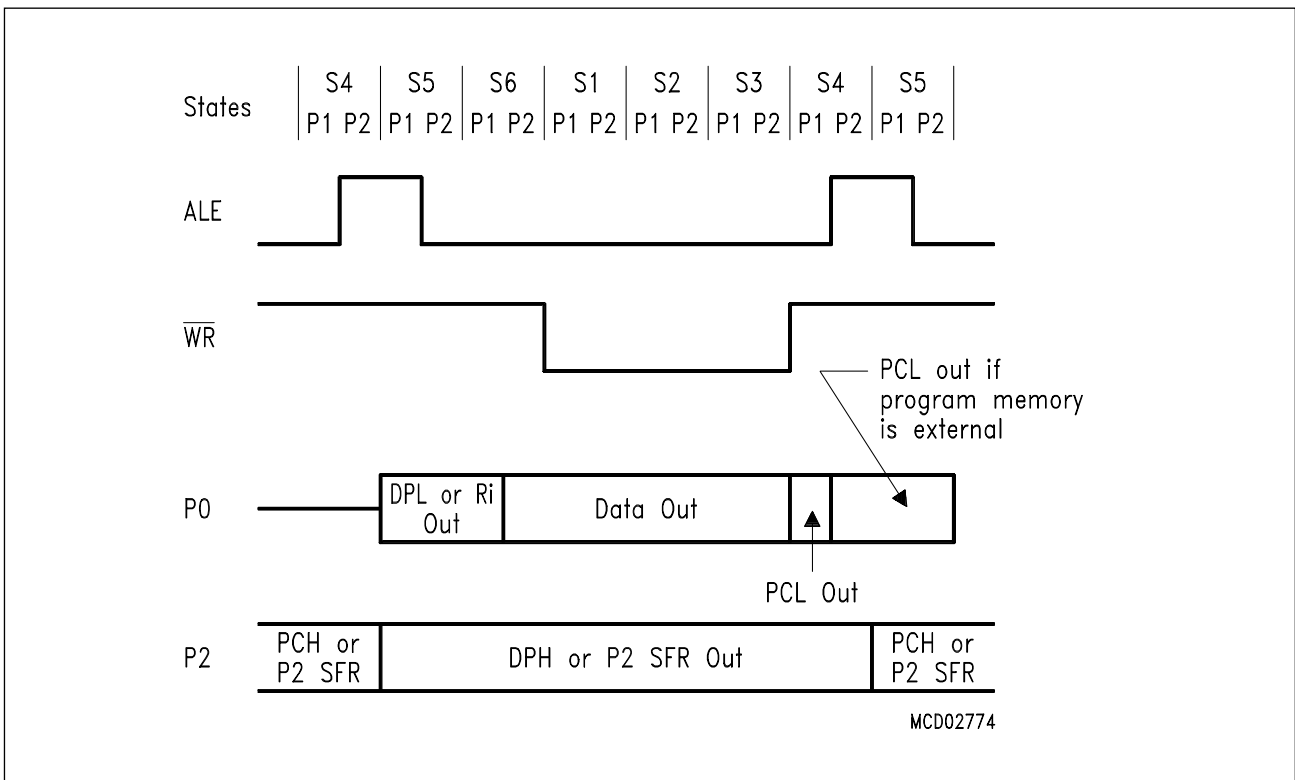 States
S4 S5 S6 S1 S2 S3 S4 S5
P1 P2 P1 P2 P1 P2 P1 P2 P1 P2 P1 P2 P1 P2 P1 P2
ALE
WR
PCL out if
program memory
is external
P0
DPL or Ri
Out
Data Out
PCL Out
P2
PCH or
P2 SFR
DPH or P2 SFR Out
PCH or
P2 SFR
MCD02774